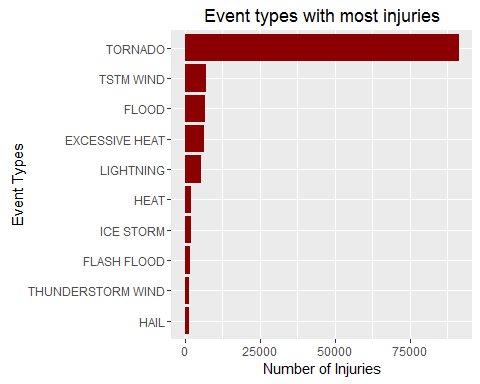 Event types with most injuries
Event Types
TORNADO
TSTM WIND
FLOOD
EXCESSIVE HEAT
LIGHTNING
HEAT
ICE STORM
FLASH FLOOD
THUNDERSTORM WIND
HAIL
0 25000 50000 75000
Number of Injuries